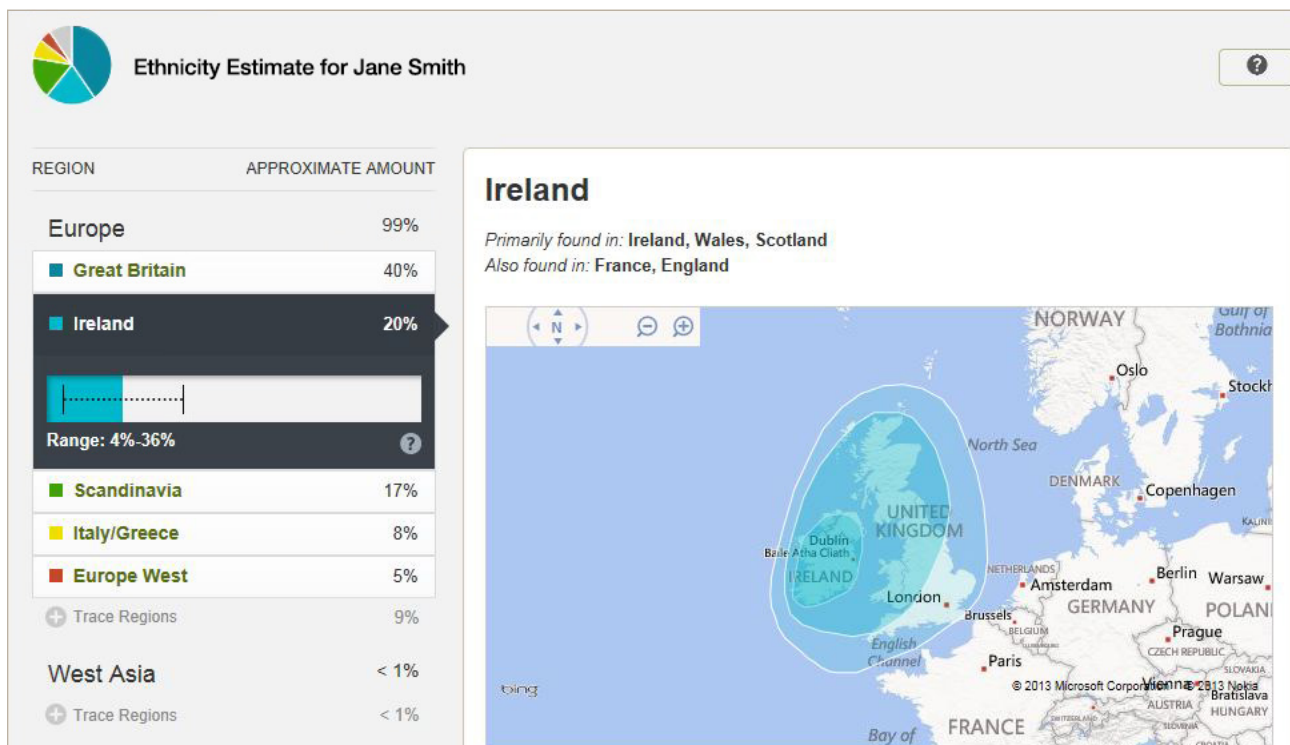 Ethnicity Estimate for Jane Smith
?
REGION APPROXIMATE AMOUNT
Europe 99%
Great Britain 40%
Ireland 20%
Range: 4%-36% ?
Scandinavia 17%
Italy/Greece 8%
Europe West 5%
Trace Regions 9%
West Asia < 1%
Trace Regions < 1%
Ireland
Primarily found in: Ireland, Wales, Scotland
Also found in: France, England
N
NORWAY
Gulf of
Bothnia
Oslo
Stockh
North Sea
DENMARK
Copenhagen
UNITED
KINGDOM
KALINI
Dublin
Baile Atha Cliath
IRELAND
NETHERLANDS
Amsterdam
Berlin
Warsaw
London
GERMANY
POLAN
Brussels
BELGIUM
Prague
CZECH REPUBLIC
English
Channel
Paris
SLOVAKIA
bing
© 2013 Microsoft Corporation © 2013 Nokia
Vienna
Bratislava
AUSTRIA
HUNGARY
FRANCE
SWITZERLAND
SLOVENIA
Bay of